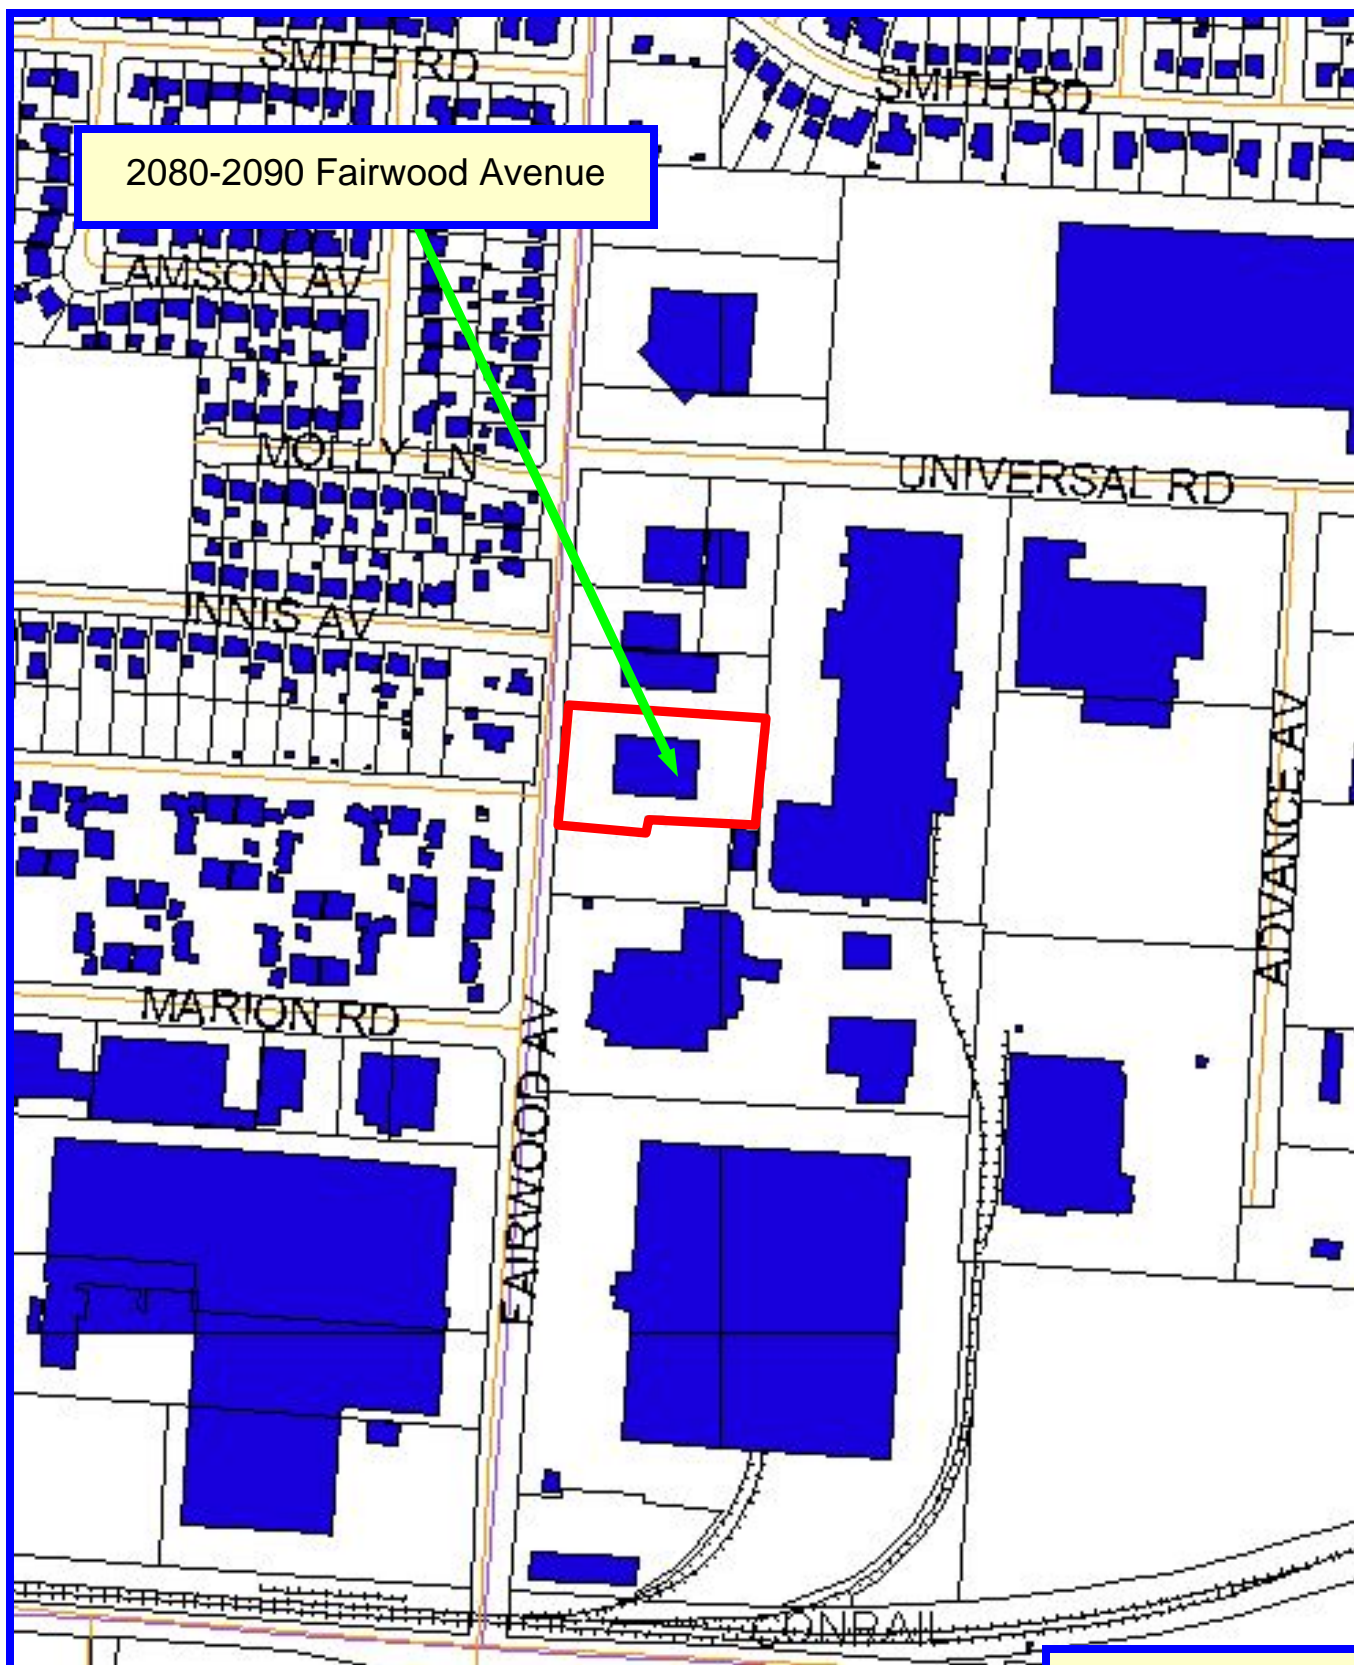 SMITH RD
SMITH RD
2080-2090 Fairwood Avenue
LAMSON AV
MOLLY LN
UNIVERSAL RD
INNIS AV
ADVANCE AV
MARION RD
FAIRWOOD AV
CONRAIL